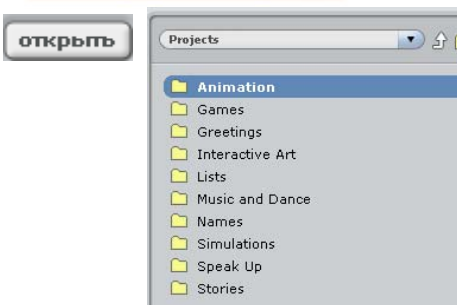 открыть
Projects
Animation
Games
Greetings
Interactive Art
Lists
Music and Dance
Names
Simulations
Speak Up
Stories